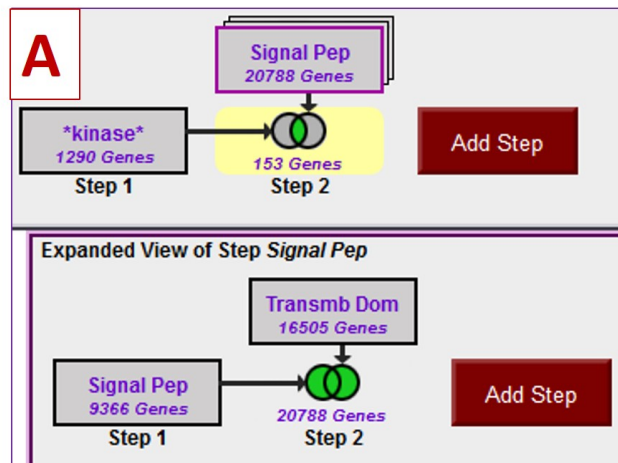 A
Signal Pep
20788 Genes
*kinase*
1290 Genes
153 Genes
Add Step
Step 1
Step 2
Expanded View of Step Signal Pep
Transmb Dom
16505 Genes
Signal Pep
9366 Genes
20788 Genes
Add Step
Step 1
Step 2